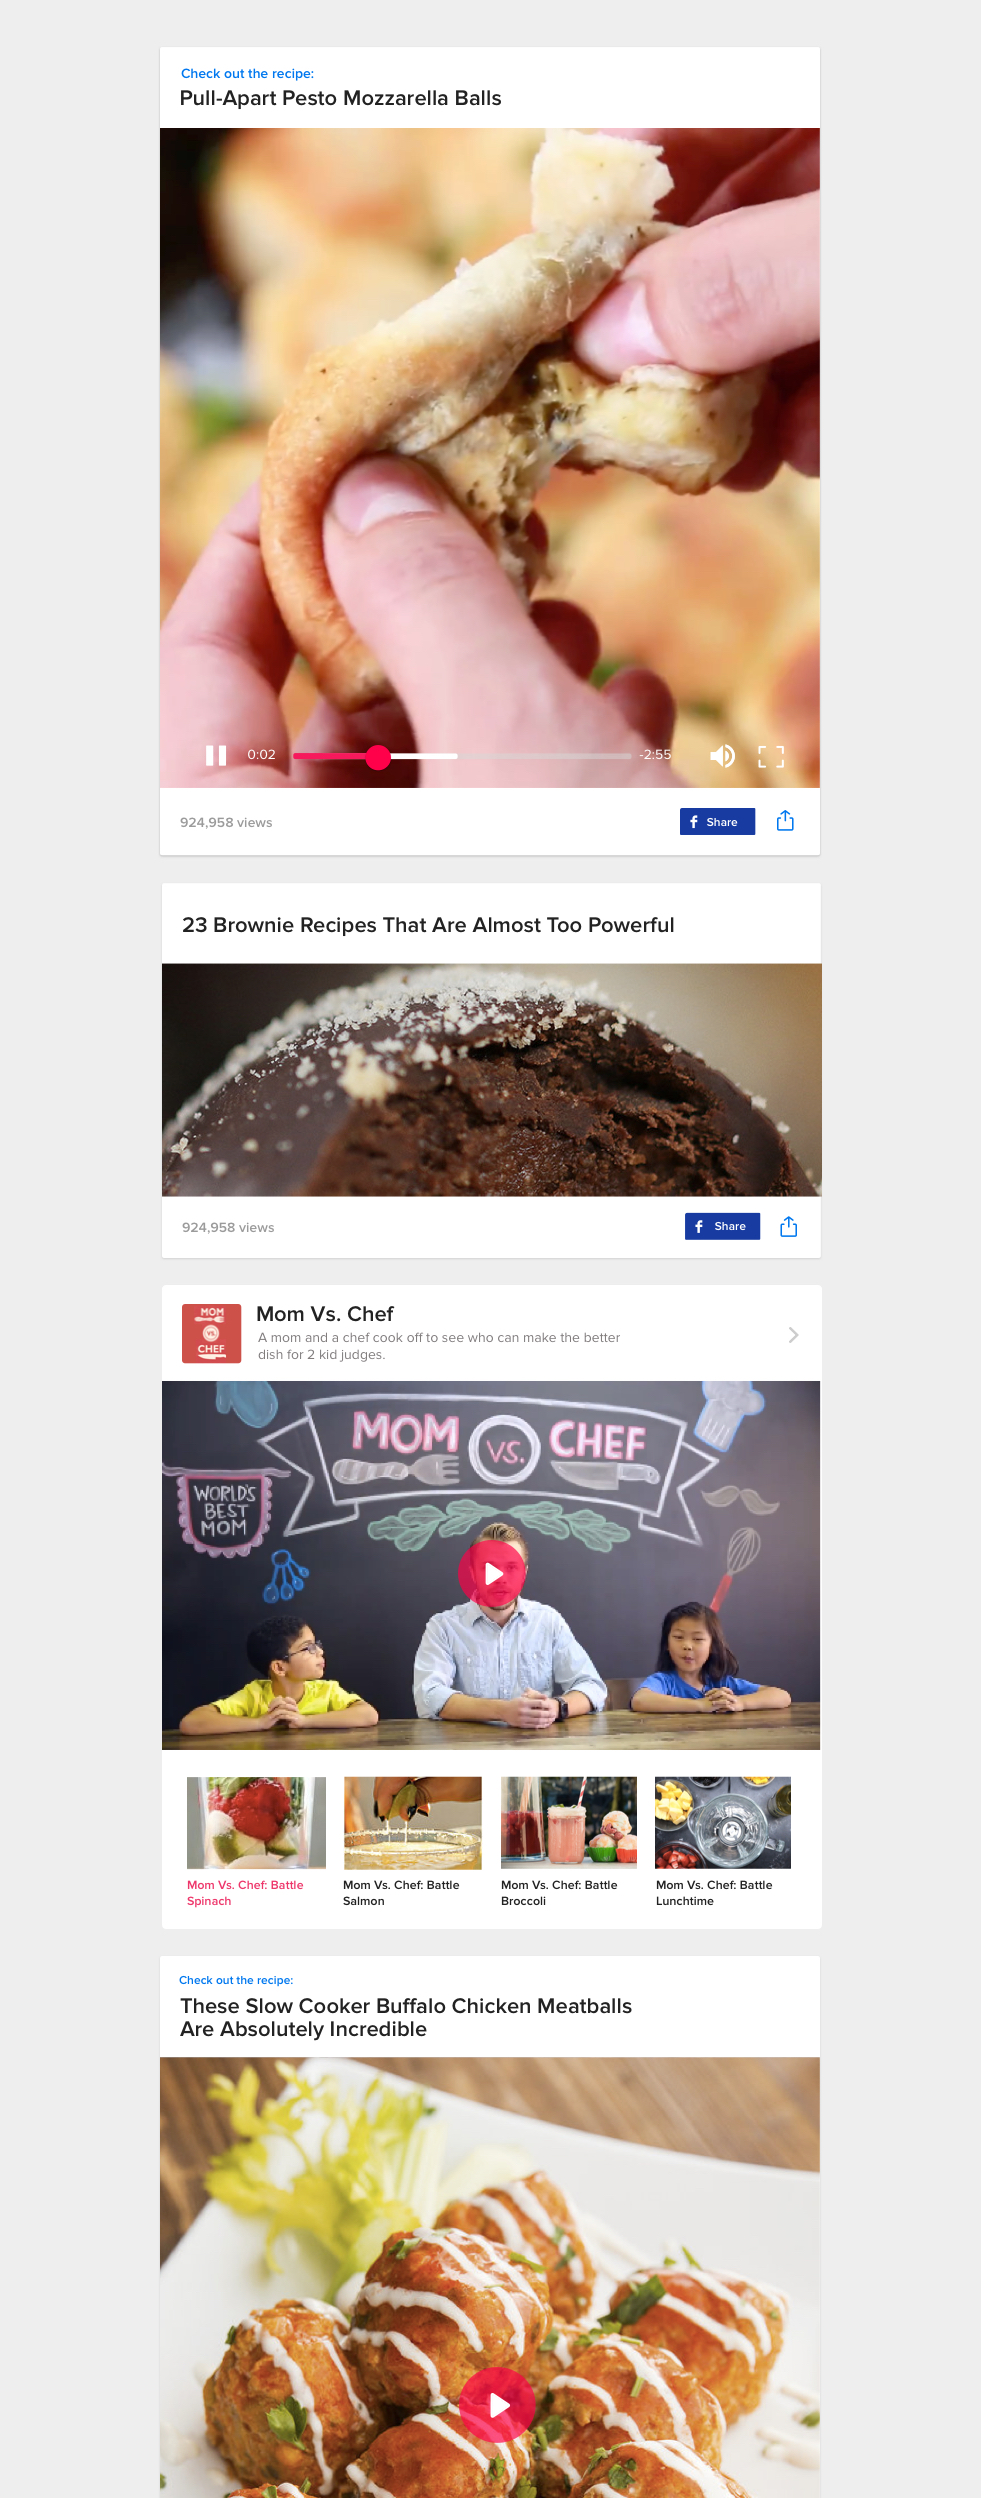 Check out the recipe:
Pull-Apart Pesto Mozzarella Balls
0:02
-2:55
924,958 views
f Share
23 Brownie Recipes That Are Almost Too Powerful
924,958 views
f Share
MOM
VS.
CHEF
Mom Vs. Chef
A mom and a chef cook off to see who can make the better
dish for 2 kid judges.
MOM VS. CHEF
WORLD'S
BEST
MOM
Mom Vs. Chef: Battle
Spinach
Mom Vs. Chef: Battle
Salmon
Mom Vs. Chef: Battle
Broccoli
Mom Vs. Chef: Battle
Lunchtime
Check out the recipe:
These Slow Cooker Buffalo Chicken Meatballs
Are Absolutely Incredible